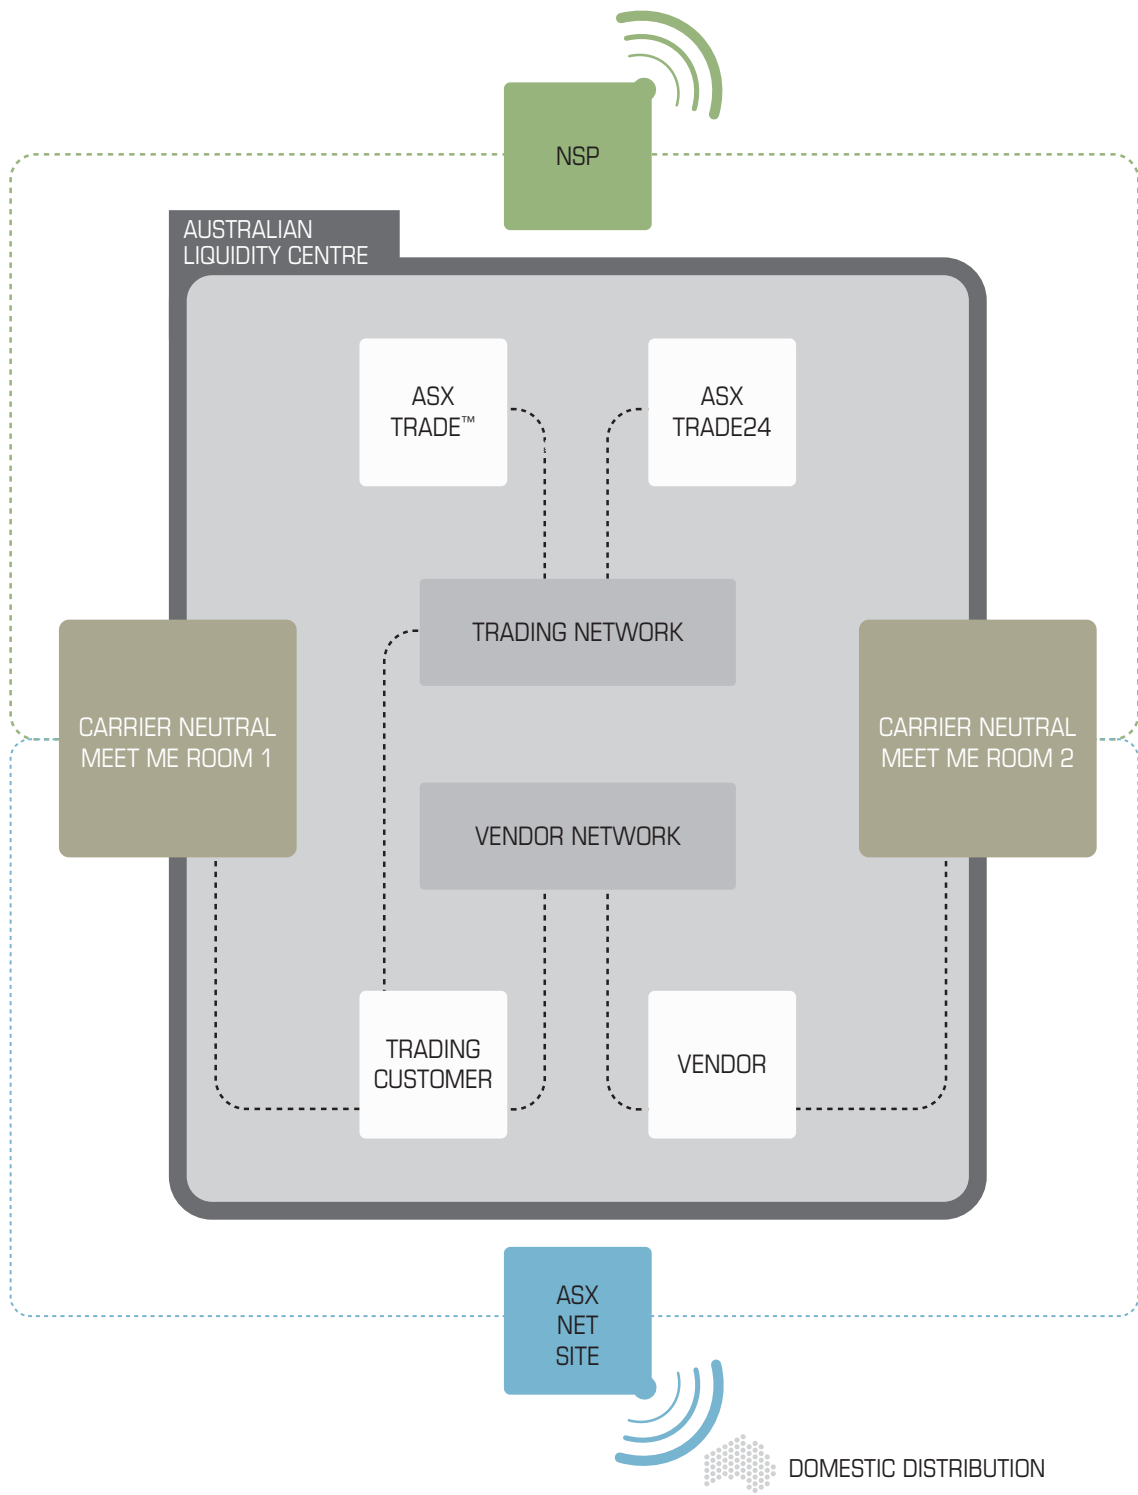 NSP
AUSTRALIAN
LIQUIDITY CENTRE
ASX
TRADE™
ASX
TRADE24
TRADING NETWORK
CARRIER NEUTRAL
MEET ME ROOM 1
CARRIER NEUTRAL
MEET ME ROOM 2
VENDOR NETWORK
TRADING
CUSTOMER
VENDOR
ASX
NET
SITE
DOMESTIC DISTRIBUTION